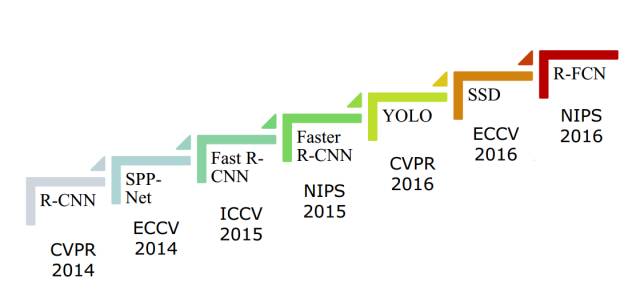 R-CNN
CVPR
2014
SPP-
Net
ECCV
2014
Fast R-
CNN
ICCV
2015
Faster
R-CNN
NIPS
2015
YOLO
CVPR
2016
SSD
ECCV
2016
R-FCN
NIPS
2016